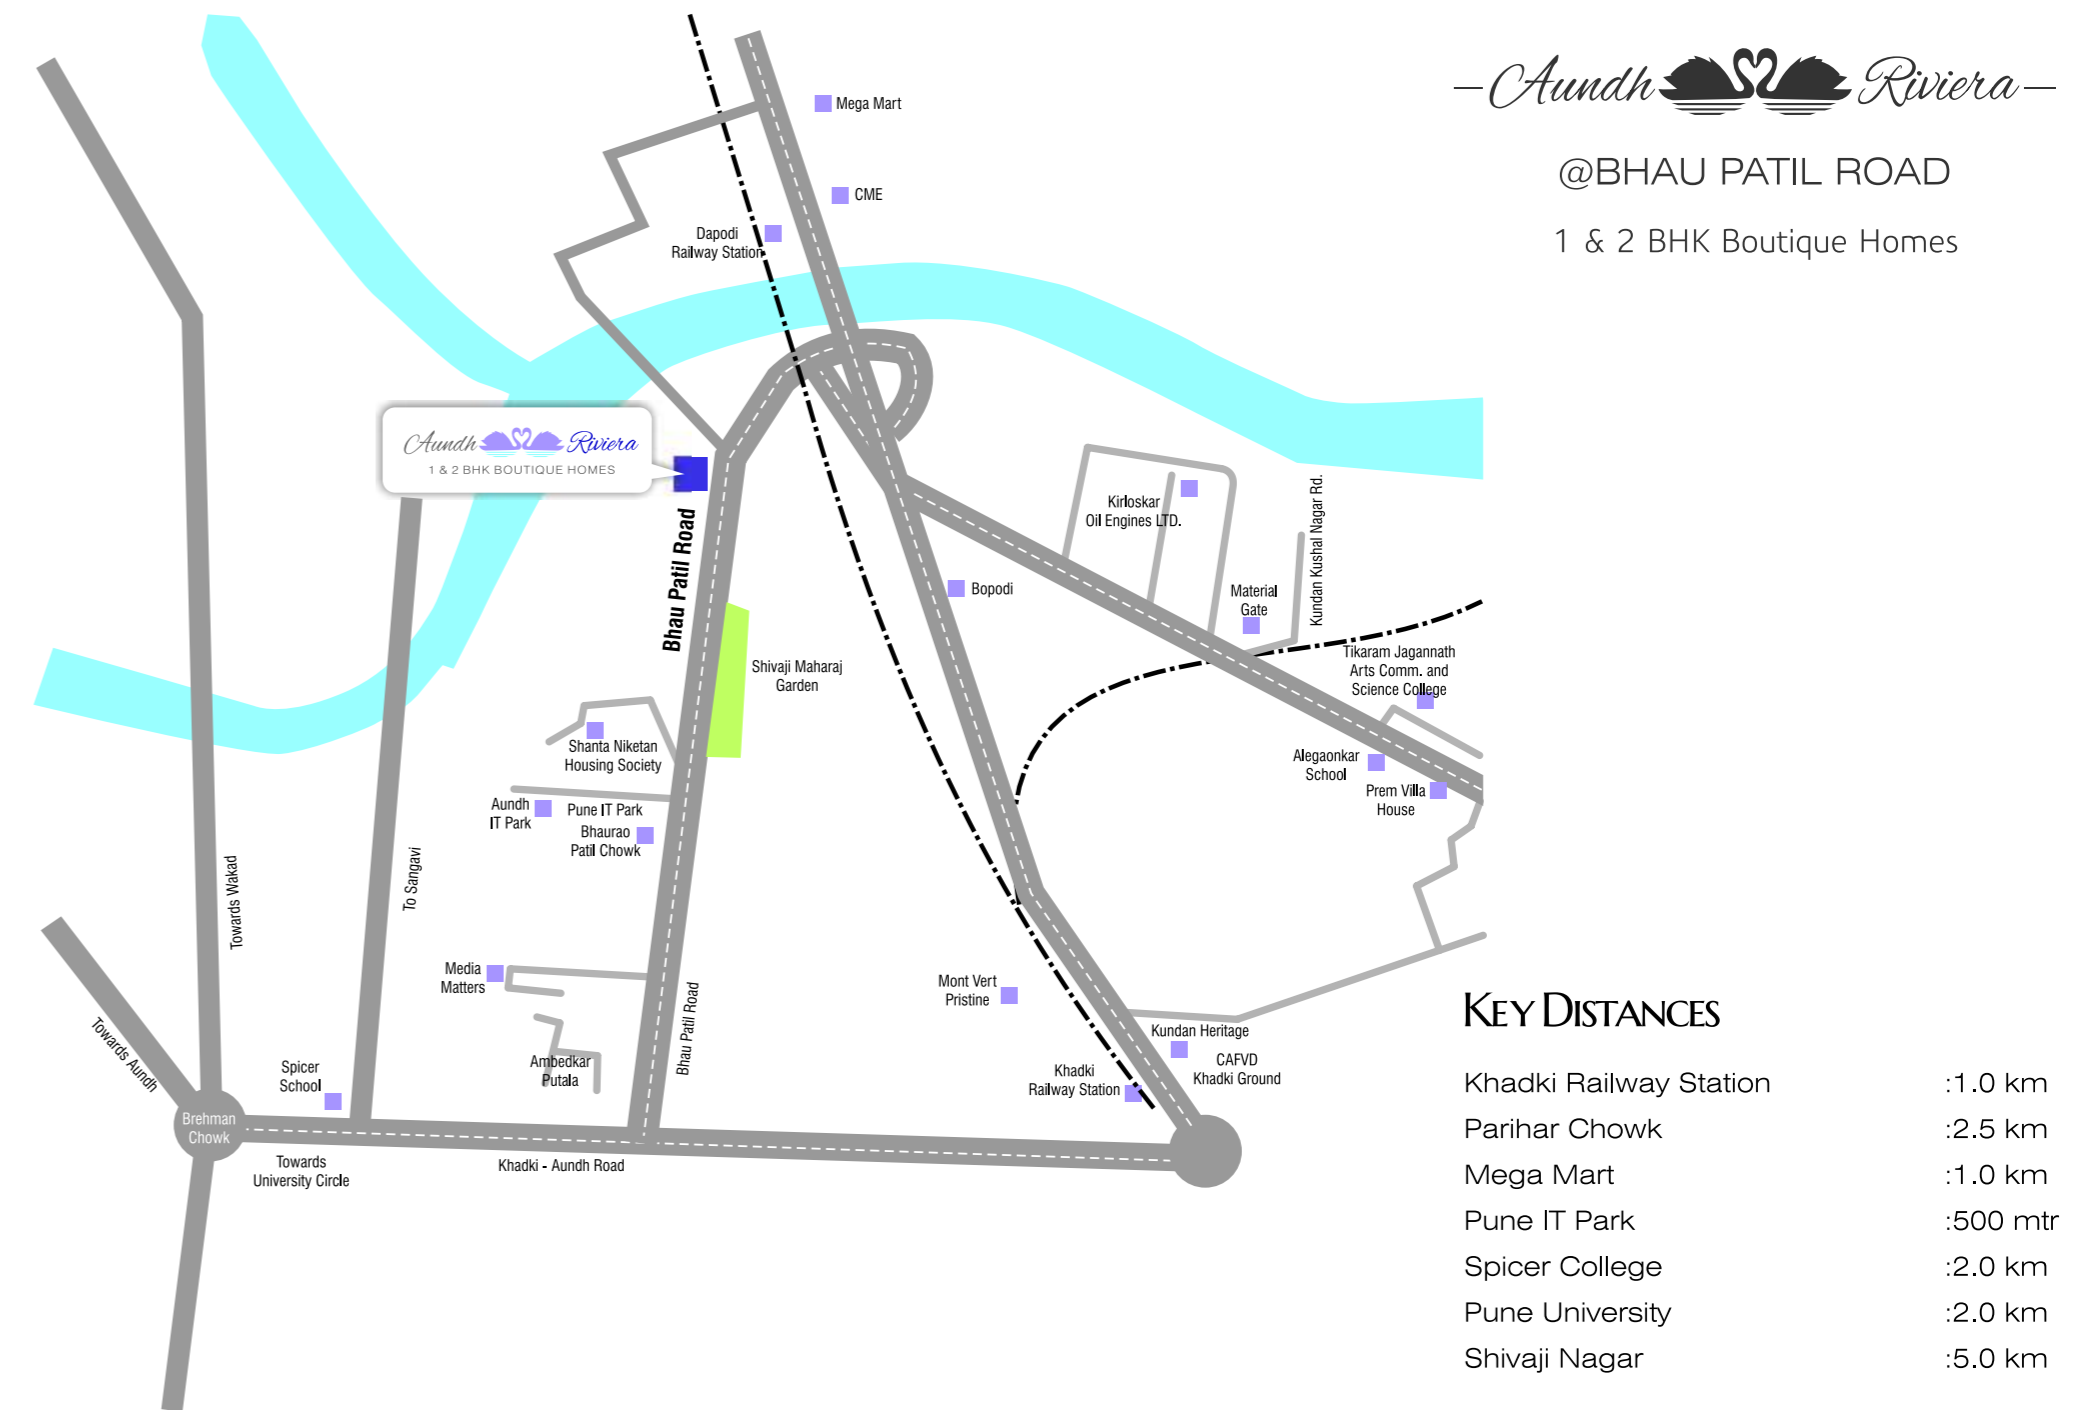 Aundh Riviera
@BHAU PATIL ROAD
1 & 2 BHK Boutique Homes
Mega Mart
CME
Dapodi
Railway Station
Aundh Riviera
1 & 2 BHK BOUTIQUE HOMES
Bhau Patil Road
Kirloskar
Oil Engines LTD.
Kundan Kushal Nagar Rd.
Bopodi
Material
Gate
Shivaji Maharaj
Garden
Tikaram Jagannath
Arts Comm. and
Science College
Shanta Niketan
Housing Society
Alegaonkar
School
Prem Villa
House
Aundh
IT Park
Pune IT Park
Bhaurao
Patil Chowk
Towards Wakad
To Sangavi
Media
Matters
Bhau Patil Road
Mont Vert
Pristine
Towards Aundh
Ambedkar
Putala
Spicer
School
Kundan Heritage
CAFVD
Khadki Ground
Khadki
Railway Station
Brehman
Chowk
Towards
University Circle
Khadki - Aundh Road
KEY DISTANCES
Khadki Railway Station :1.0 km
Parihar Chowk :2.5 km
Mega Mart :1.0 km
Pune IT Park :500 mtr
Spicer College :2.0 km
Pune University :2.0 km
Shivaji Nagar :5.0 km